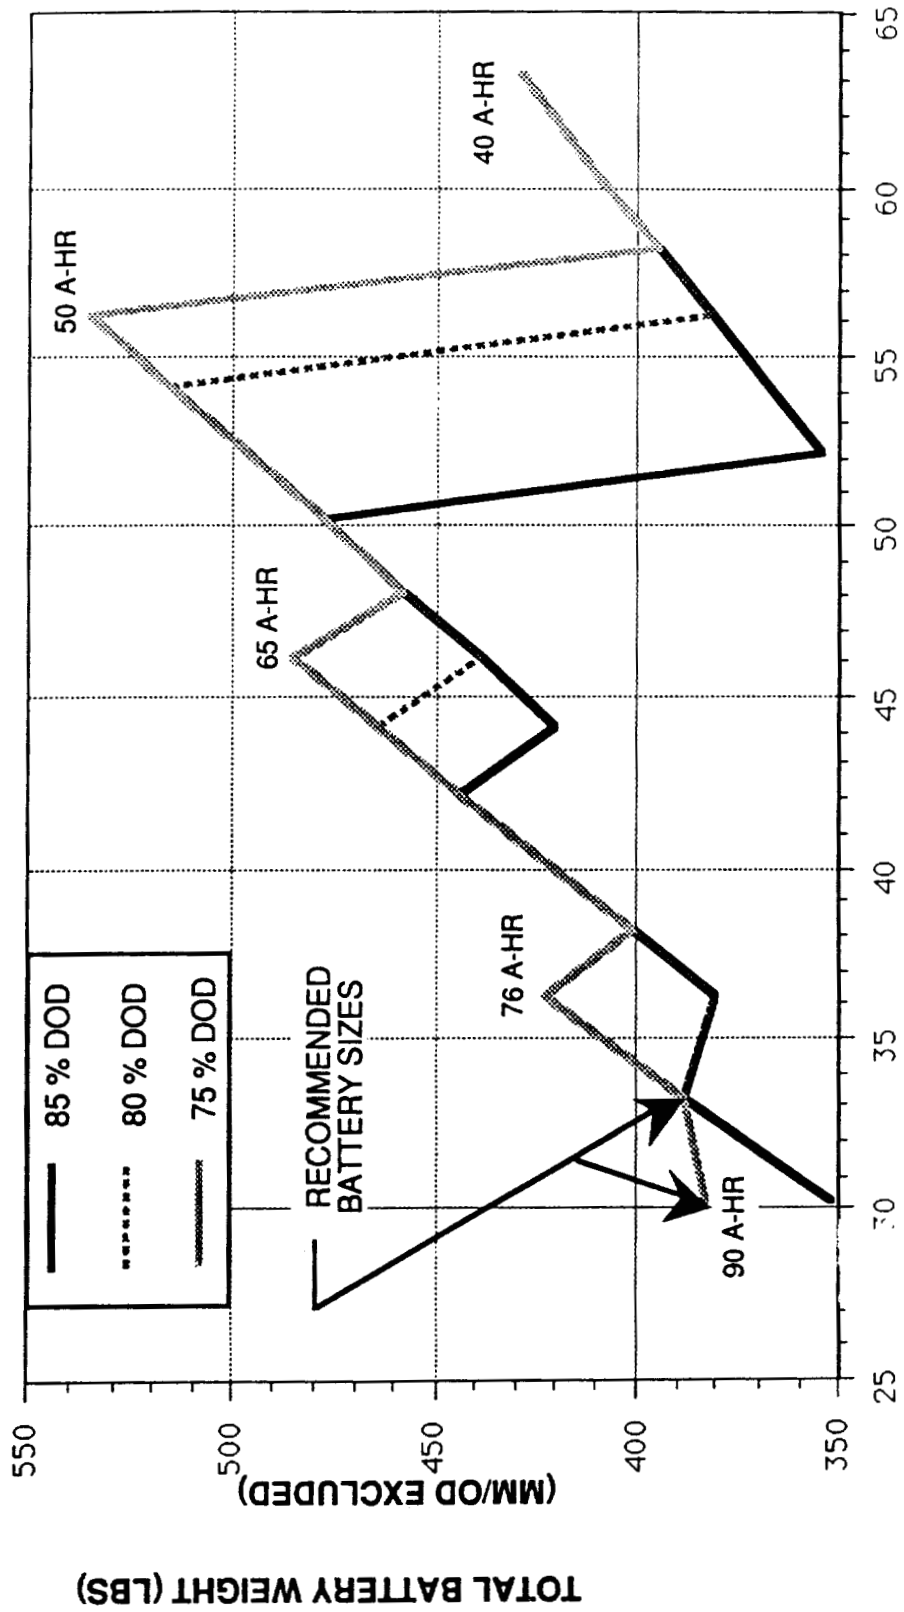 TOTAL BATTERY WEIGHT (LBS)
(MM/OD EXCLUDED)
550
500
450
400
350
85 % DOD
80 % DOD
75 % DOD
RECOMMENDED
BATTERY SIZES
90 A-HR
76 A-HR
65 A-HR
50 A-HR
40 A-HR
25
30
35
40
45
50
55
60
65